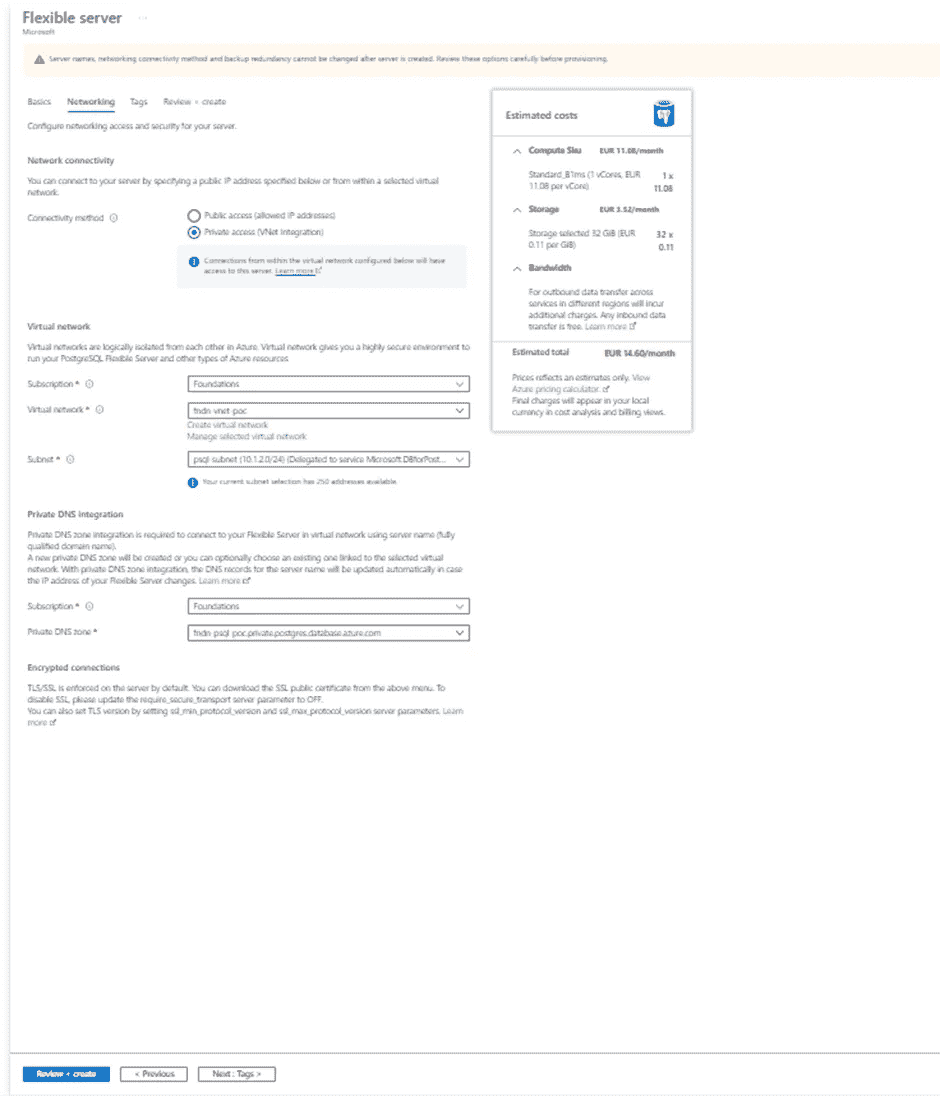 Flexible server
Microsoft
Server names, networking connectivity method and backup redundancy cannot be changed after server is created. Review these options carefully before provisioning.
Basics Networking Tags Review + create
Configure networking access and security for your server.
Network connectivity
You can connect to your server by specifying a public IP address specified below or from within a selected virtual
network.
Connectivity method
Public access (allowed IP addresses)
Private access (VNet Integration)
Connections from within the virtual network configured below will have
access to this server. Learn more
Virtual network
Virtual networks are logically isolated from each other in Azure. Virtual network gives you a highly secure environment to
run your PostgreSQL Flexible Server and other types of Azure resources
Subscription * Foundations
Virtual network * fndn-vnet-poc
Create virtual network
Manage selected virtual network
Subnet * psql-subnet (10.1.2.0/24) (Delegated to service Microsoft.DBforPost...
Your current subnet selection has 250 addresses available.
Private DNS integration
Private DNS zone integration is required to connect to your Flexible Server in virtual network using server name (fully
qualified domain name).
A new private DNS zone will be created or you can optionally choose an existing one linked to the selected virtual
network. With private DNS zone integration, the DNS records for the server name will be updated automatically in case
the IP address of your Flexible Server changes. Learn more
Subscription * Foundations
Private DNS zone * fndn-psql-poc.private.postgres.database.azure.com
Encrypted connections
TLS/SSL is enforced on the server by default. You can download the SSL public certificate from the above menu. To
disable SSL, please update the require_secure_transport server parameter to OFF.
You can also set TLS version by setting ssl_min_protocol_version and ssl_max_protocol_version server parameters. Learn
more
Estimated costs
Compute Sku EUR 11.08/month
Standard_B1ms (1 vCores, EUR 1 x
11.08 per vCore) 11.08
Storage EUR 3.52/month
Storage selected 32 GiB (EUR 32 x
0.11 per GiB) 0.11
Bandwidth
For outbound data transfer across
services in different regions will incur
additional charges. Any inbound data
transfer is free. Learn more
Estimated total EUR 14.60/month
Prices reflect an estimates only. View
Azure pricing calculator.
Final charges will appear in your local
currency in cost analysis and billing views.
Review + create < Previous Next : Tags >